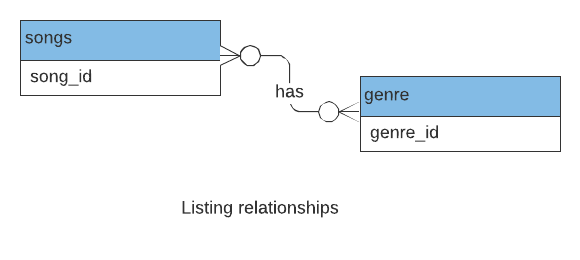 songs
song_id
has
genre
genre_id
Listing relationships